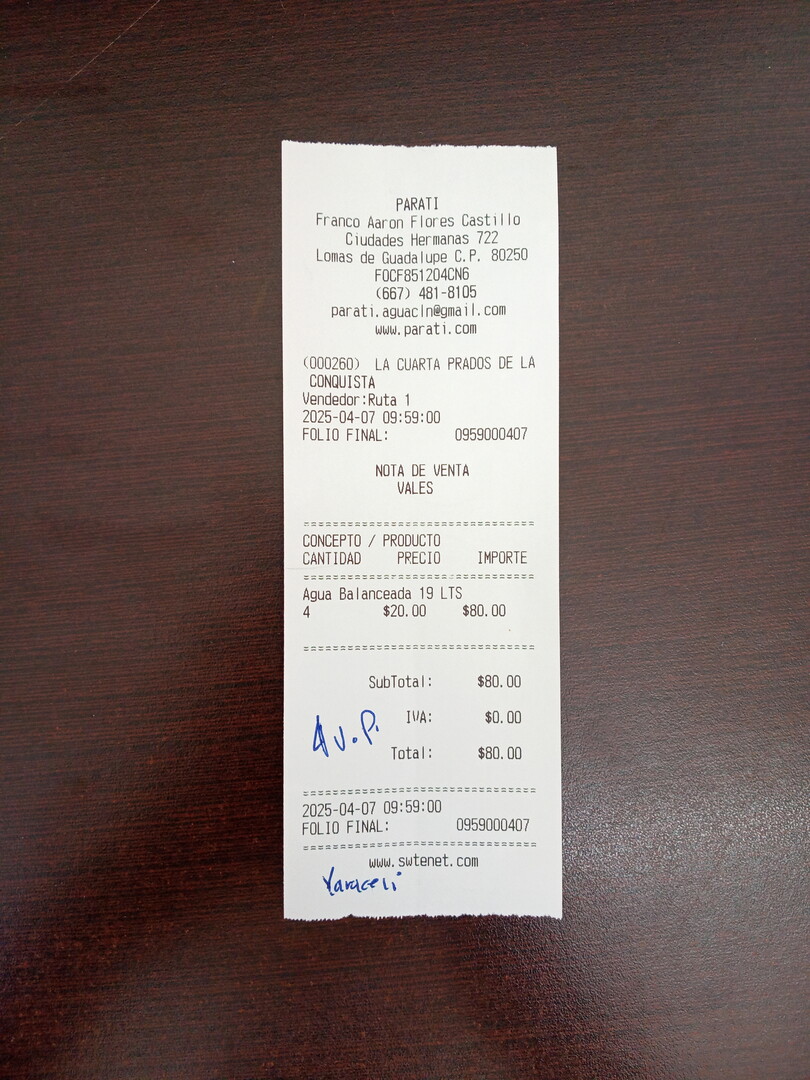 PARATI
Franco Aaron Flores Castillo
Ciudades Hermanas 722
Lomas de Guadalupe C.P. 80250
FOCF851204CN6
(667) 481-8105
parati.aguacln@gmail.com
www.parati.com
(000260) LA CUARTA PRADOS DE LA
CONQUISTA
Vendedor:Ruta 1
2025-04-07 09:59:00
FOLIO FINAL: 0959000407
NOTA DE VENTA
VALES
================================
CONCEPTO / PRODUCTO
CANTIDAD PRECIO IMPORTE
================================
Agua Balanceada 19 LTS
4 $20.00 $80.00
================================
SubTotal: $80.00
IVA: $0.00
4 v.P.
Total: $80.00
================================
2025-04-07 09:59:00
FOLIO FINAL: 0959000407
================================
www.swtenet.com
Yaraceli